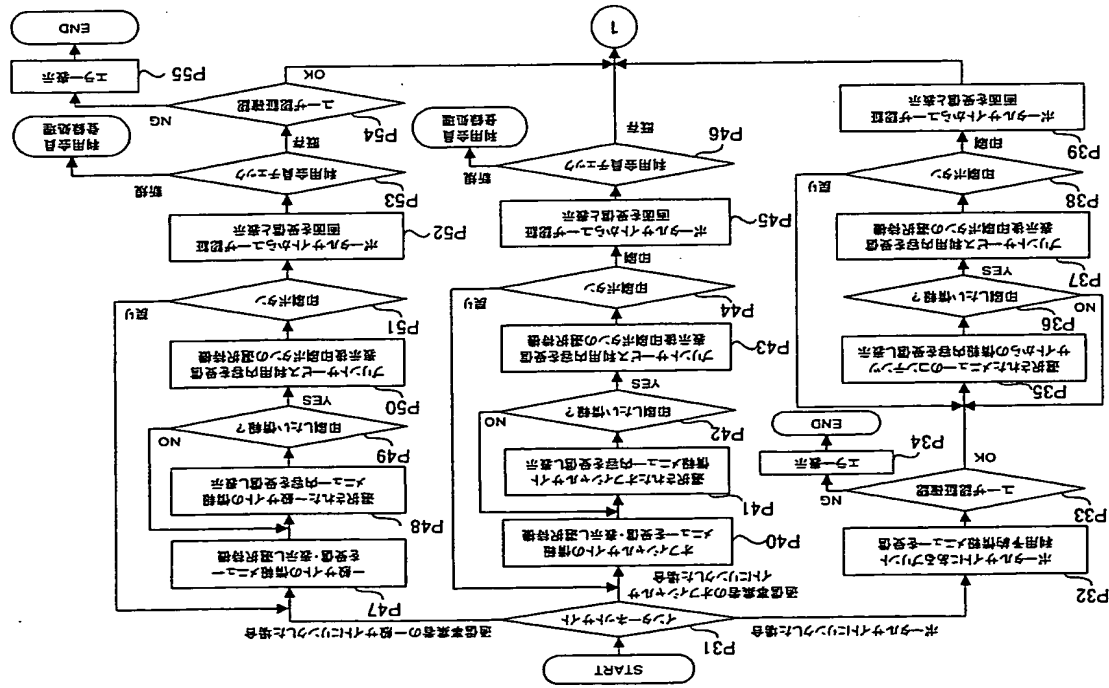 START
P31
インターネットサイト
ポータルサイトにリンクした場合
通信事業者のオフィシャルサ
イトにリンクした場合
通信事業者の一般サイトにリンクした場合
P32
ポータルサイトにあるプリント
利用予約情報メニューを受信
P33
ユーザ認証確認
NG
OK
P34
エラー表示
END
P35
選択されたメニューのコンテンツ
サイトからの情報内容を受信し表示
P36
印刷したい情報?
NO
YES
P37
プリントサービス利用内容を受信
表示後印刷ボタンの選択待機
P38
印刷ボタン
戻り
印刷
P39
ポータルサイトからユーザ認証
画面を受信と表示
P40
オフィシャルサイトの情報
メニューを受信・表示し選択待機
P41
選択されたオフィシャルサイト
情報メニュー内容を受信し表示
P42
印刷したい情報?
NO
YES
P43
プリントサービス利用内容を受信
表示後印刷ボタンの選択待機
P44
印刷ボタン
戻り
印刷
P45
ポータルサイトからユーザ認証
画面を受信と表示
P46
利用会員チェック
新規
既存
利用会員
登録処理
P47
一般サイトの情報メニュー
を受信・表示し選択待機
P48
選択された一般サイトの情報
メニュー内容を受信し表示
P49
印刷したい情報?
NO
YES
P50
プリントサービス利用内容を受信
表示後印刷ボタンの選択待機
P51
印刷ボタン
戻り
P52
ポータルサイトからユーザ認証
画面を受信と表示
P53
利用会員チェック
新規
既存
利用会員
登録処理
P54
ユーザ認証確認
NG
OK
P55
エラー表示
END
1